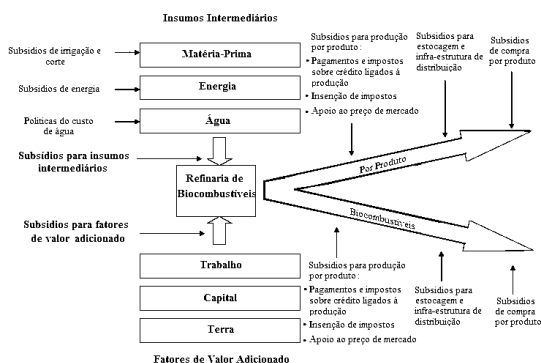 Insumos Intermediários
Subsidios de irrigação e
corte
Matéria-Prima
Subsidios de energia
Energia
Politicas do custo
de água
Água
Subsídios para insumos
intermediários
Refinaria de
Biocombustíveis
Subsidios para fatores
de valor adicionado
Trabalho
Capital
Terra
Fatores de Valor Adicionado
Subsidios para produção
por produto :
• Pagamentos e impostos
sobre crédito ligados à
produção
• Insenção de impostos
• Apoio ao preço de mercado
Subsidios para
estocagem e
infra-estrutura de
distribuição
Subsidios
de compra
por produto
Por Produto
Biocombustíveis
Subsidios para produção
por produto :
• Pagamentos e impostos
sobre crédito ligados à
produção
• Insenção de impostos
• Apoio ao preço de mercado
Subsidios para
estocagem e
infra-estrutura de
distribuição
Subsidios
de compra
por produto